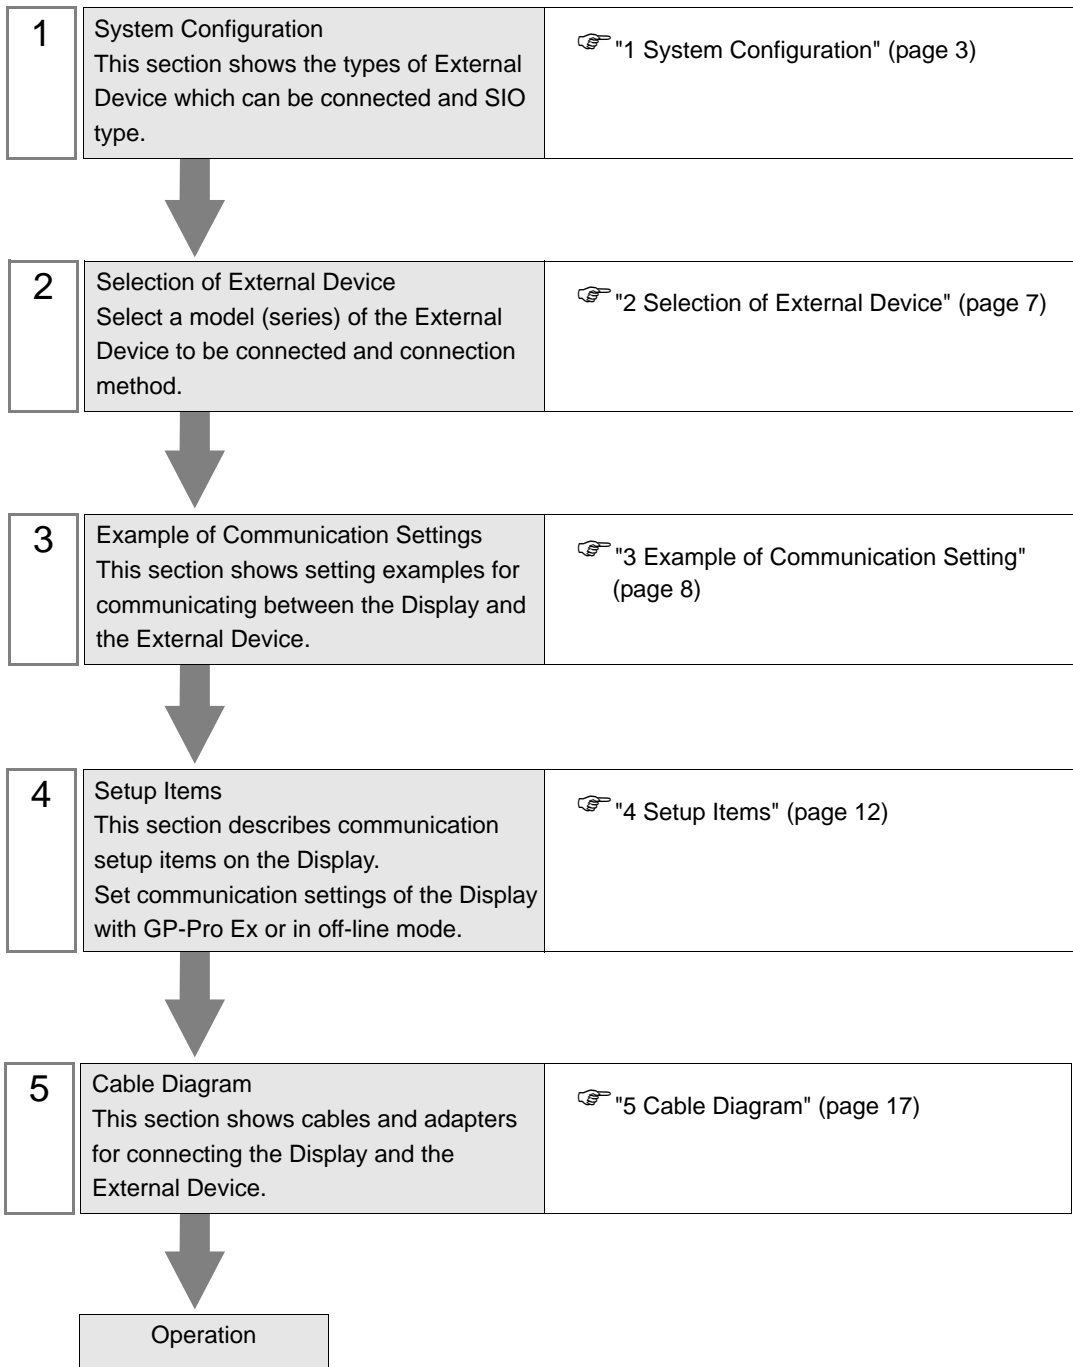 1
System Configuration
This section shows the types of External
Device which can be connected and SIO
type.
"1 System Configuration" (page 3)
2
Selection of External Device
Select a model (series) of the External
Device to be connected and connection
method.
"2 Selection of External Device" (page 7)
3
Example of Communication Settings
This section shows setting examples for
communicating between the Display and
the External Device.
"3 Example of Communication Setting"
(page 8)
4
Setup Items
This section describes communication
setup items on the Display.
Set communication settings of the Display
with GP-Pro Ex or in off-line mode.
"4 Setup Items" (page 12)
5
Cable Diagram
This section shows cables and adapters
for connecting the Display and the
External Device.
"5 Cable Diagram" (page 17)
Operation